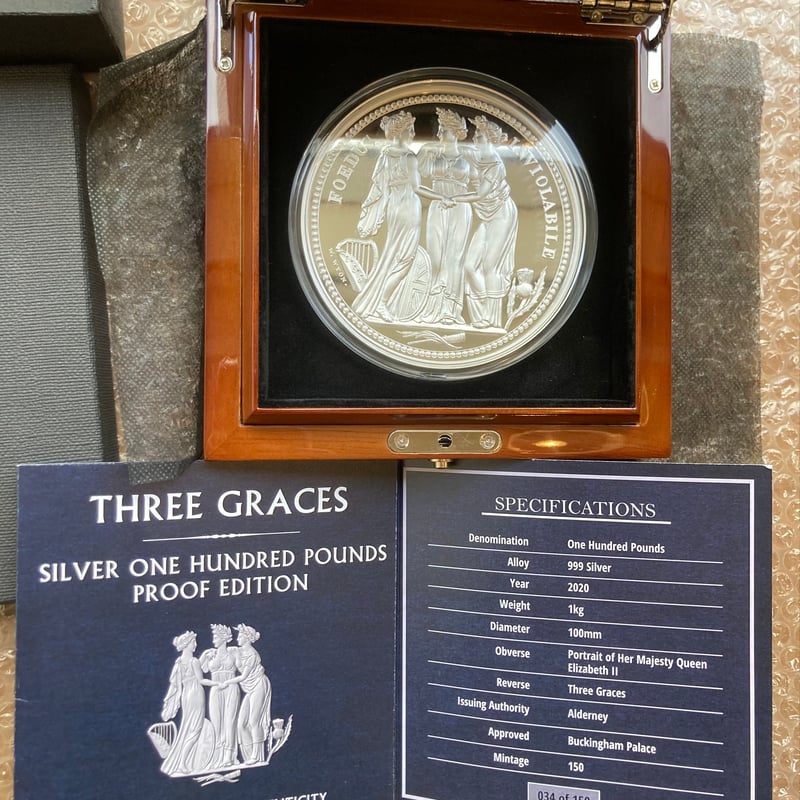 FOEDUS INVIOLABILE
W. WYON.
THREE GRACES
SILVER ONE HUNDRED POUNDS
PROOF EDITION
SPECIFICATIONS
Denomination One Hundred Pounds
Alloy 999 Silver
Year 2020
Weight 1kg
Diameter 100mm
Obverse Portrait of Her Majesty Queen
Elizabeth II
Reverse Three Graces
Issuing Authority Alderney
Approved Buckingham Palace
Mintage 150
034 of 150